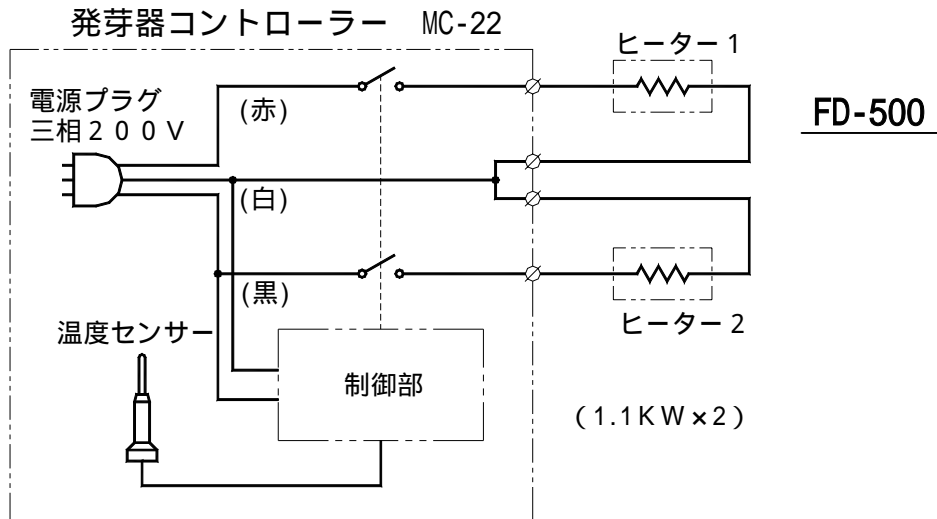 発芽器コントローラー MC-22
ヒーター1
電源プラグ
三相200V
(赤)
FD-500
(白)
(黒)
温度センサー
ヒーター2
制御部
(1.1KW×2)